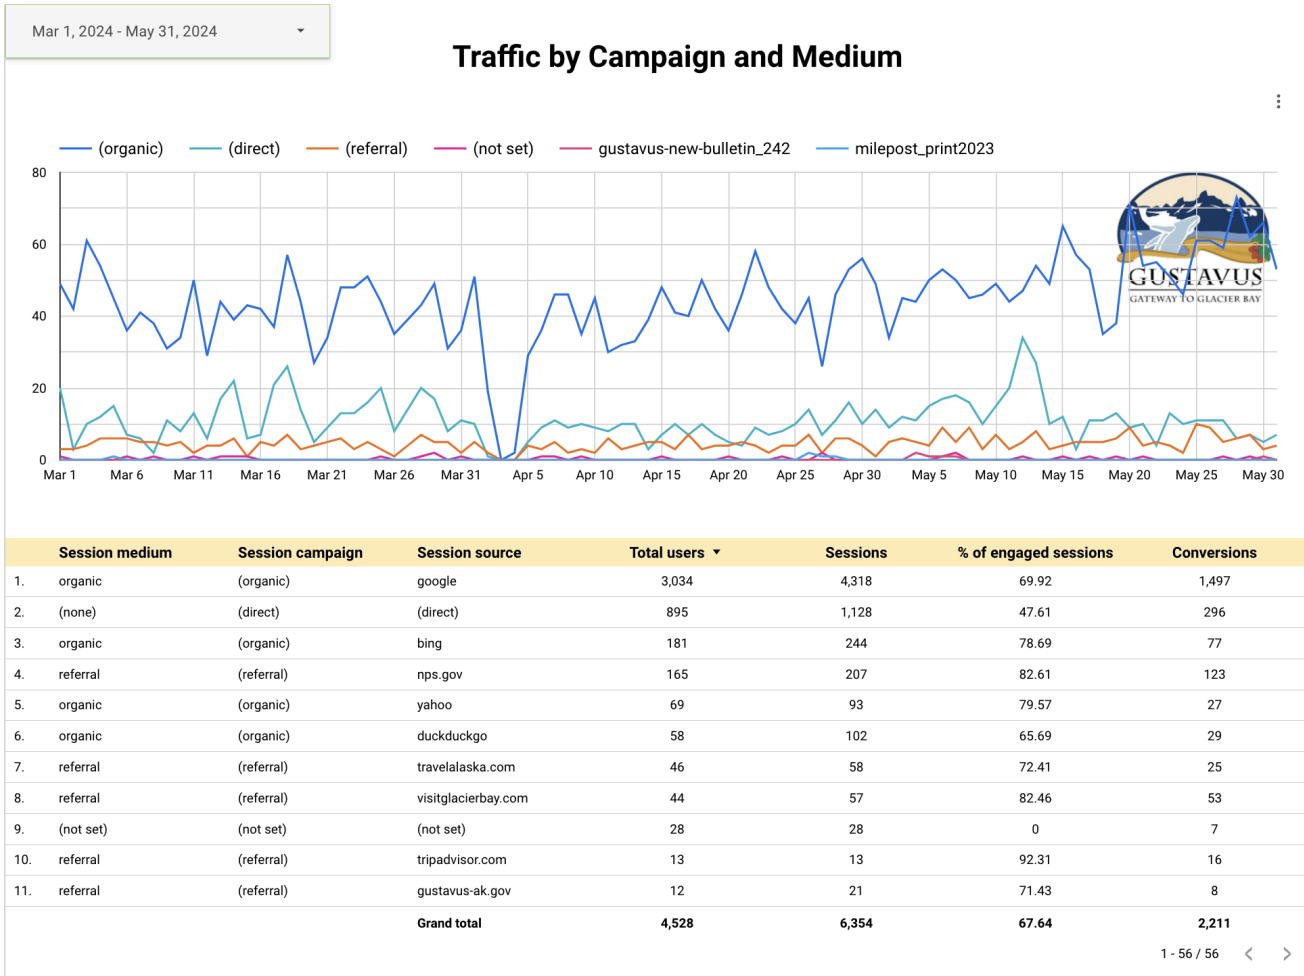 Mar 1, 2024 - May 31, 2024
Traffic by Campaign and Medium
(organic) (direct) (referral) (not set) gustavus-new-bulletin_242 milepost_print2023
80
60
40
20
0
GUSTAVUS
GATEWAY TO GLACIER BAY
Mar 1 Mar 6 Mar 11 Mar 16 Mar 21 Mar 26 Mar 31 Apr 5 Apr 10 Apr 15 Apr 20 Apr 25 Apr 30 May 5 May 10 May 15 May 20 May 25 May 30
Session medium Session campaign Session source Total users Sessions % of engaged sessions Conversions
1. organic (organic) google 3,034 4,318 69.92 1,497
2. (none) (direct) (direct) 895 1,128 47.61 296
3. organic (organic) bing 181 244 78.69 77
4. referral (referral) nps.gov 165 207 82.61 123
5. organic (organic) yahoo 69 93 79.57 27
6. organic (organic) duckduckgo 58 102 65.69 29
7. referral (referral) travelalaska.com 46 58 72.41 25
8. referral (referral) visitglacierbay.com 44 57 82.46 53
9. (not set) (not set) (not set) 28 28 0 7
10. referral (referral) tripadvisor.com 13 13 92.31 16
11. referral (referral) gustavus-ak.gov 12 21 71.43 8
Grand total 4,528 6,354 67.64 2,211
1 - 56 / 56